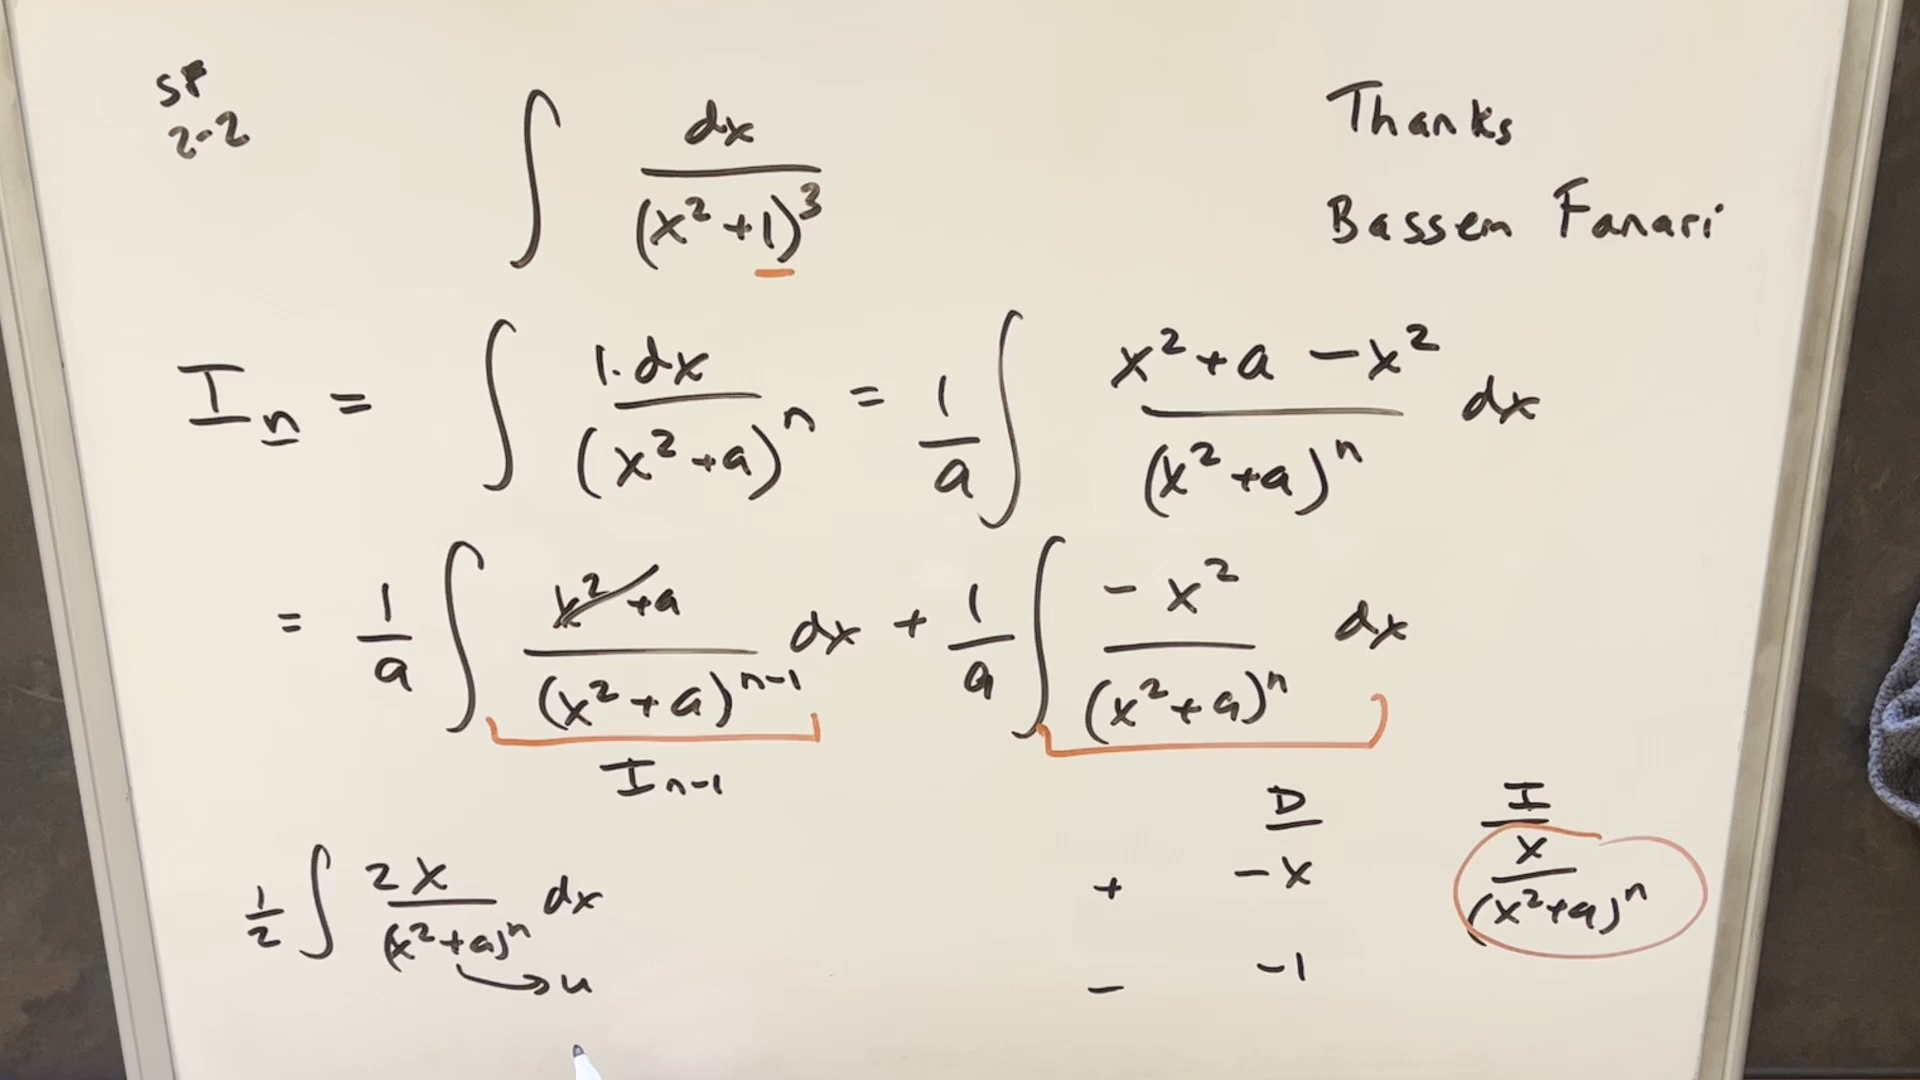 SP
2-2
∫ dx / (x² + 1)³
Thanks
Bassem Fanari
Iₙ = ∫ 1·dx / (x² + a)ⁿ = 1/a ∫ (x² + a − x²) / (x² + a)ⁿ dx
= 1/a ∫ (x² + a) / (x² + a)ⁿ⁻¹ dx + 1/a ∫ −x² / (x² + a)ⁿ dx
Iₙ₋₁
D I
+ −x x / (x² + a)ⁿ
− −1
1/2 ∫ 2x / (x² + a)ⁿ dx
→ u